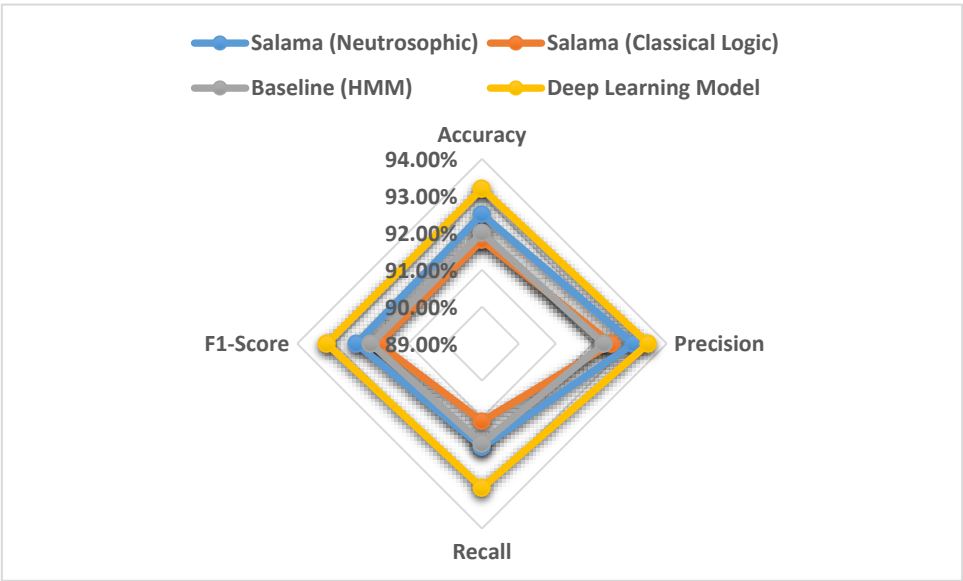 Salama (Neutrosophic) Salama (Classical Logic)
Baseline (HMM) Deep Learning Model
Accuracy
94.00%
93.00%
92.00%
91.00%
90.00%
F1-Score 89.00% Precision
Recall